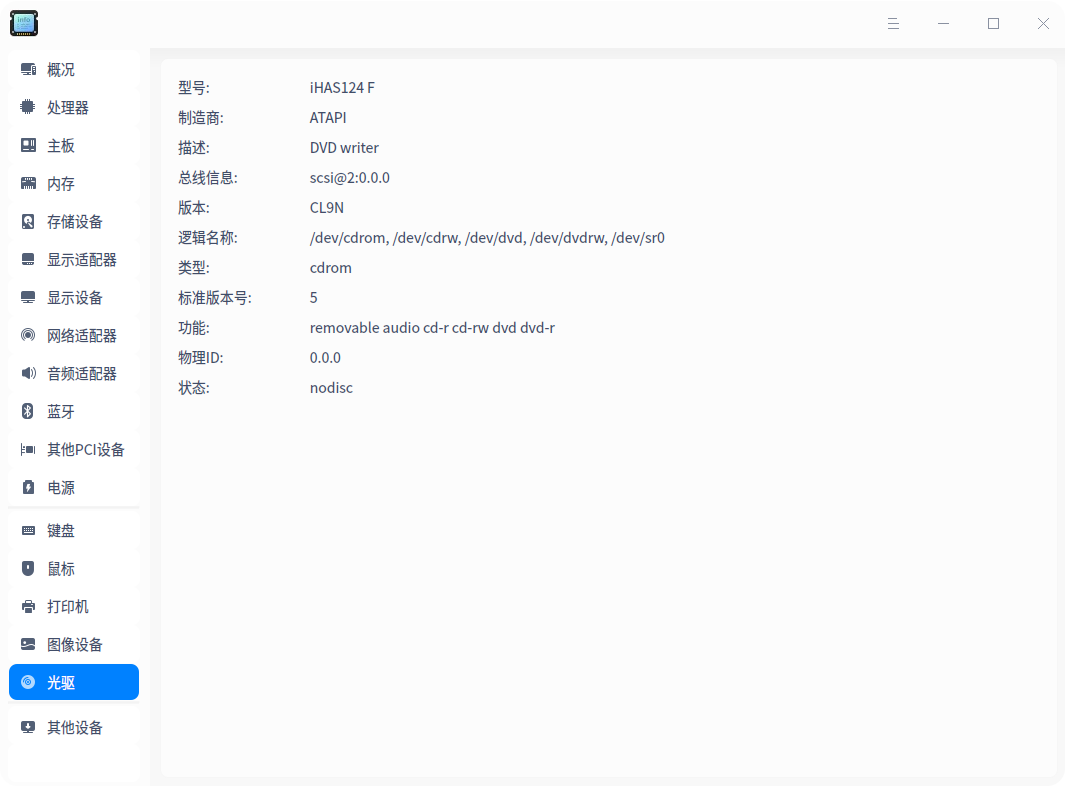 info
概况
处理器
主板
内存
存储设备
显示适配器
显示设备
网络适配器
音频适配器
蓝牙
其他PCI设备
电源
键盘
鼠标
打印机
图像设备
光驱
其他设备
型号: iHAS124 F
制造商: ATAPI
描述: DVD writer
总线信息: scsi@2:0.0.0
版本: CL9N
逻辑名称: /dev/cdrom, /dev/cdrw, /dev/dvd, /dev/dvdrw, /dev/sr0
类型: cdrom
标准版本号: 5
功能: removable audio cd-r cd-rw dvd dvd-r
物理ID: 0.0.0
状态: nodisc